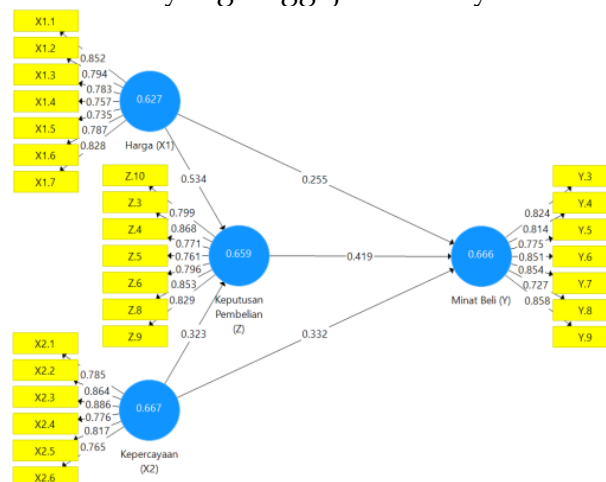 X1.1
X1.2
X1.3
X1.4
X1.5
X1.6
X1.7
0.852
0.794
0.783
0.757
0.735
0.787
0.828
0.627
Harga (X1)
0.534
0.255
Z.10
Z.3
Z.4
Z.5
Z.6
Z.8
Z.9
0.799
0.868
0.771
0.761
0.796
0.853
0.829
0.659
Keputusan
Pembelian
(Z)
0.419
0.323
0.332
0.666
Minat Beli (Y)
0.824
0.814
0.775
0.851
0.854
0.727
0.858
Y.3
Y.4
Y.5
Y.6
Y.7
Y.8
Y.9
X2.1
X2.2
X2.3
X2.4
X2.5
X2.6
0.785
0.864
0.886
0.776
0.817
0.765
0.667
Kepercayaan
(X2)